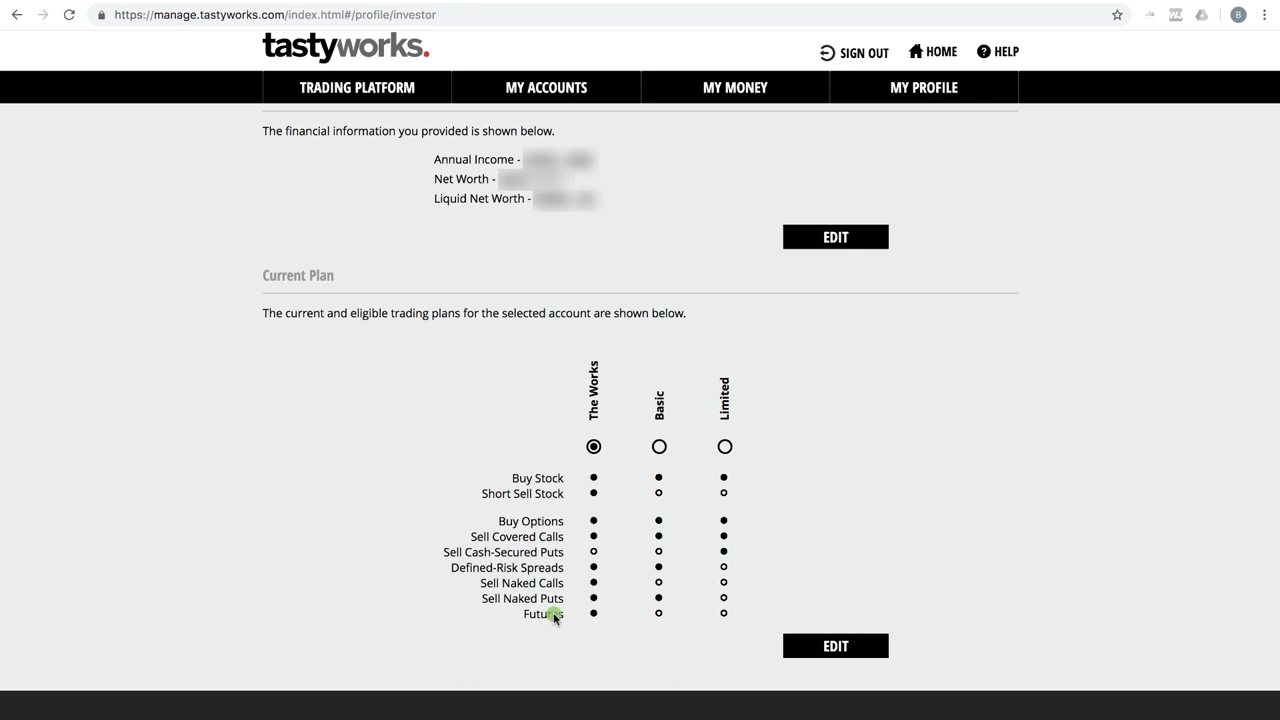 https://manage.tastyworks.com/index.html#/profile/investor
B
tastyworks.
SIGN OUT HOME ? HELP
TRADING PLATFORM MY ACCOUNTS MY MONEY MY PROFILE
The financial information you provided is shown below.
Annual Income -
Net Worth -
Liquid Net Worth -
EDIT
Current Plan
The current and eligible trading plans for the selected account are shown below.
The Works Basic Limited
Buy Stock
Short Sell Stock
Buy Options
Sell Covered Calls
Sell Cash-Secured Puts
Defined-Risk Spreads
Sell Naked Calls
Sell Naked Puts
Futures
EDIT